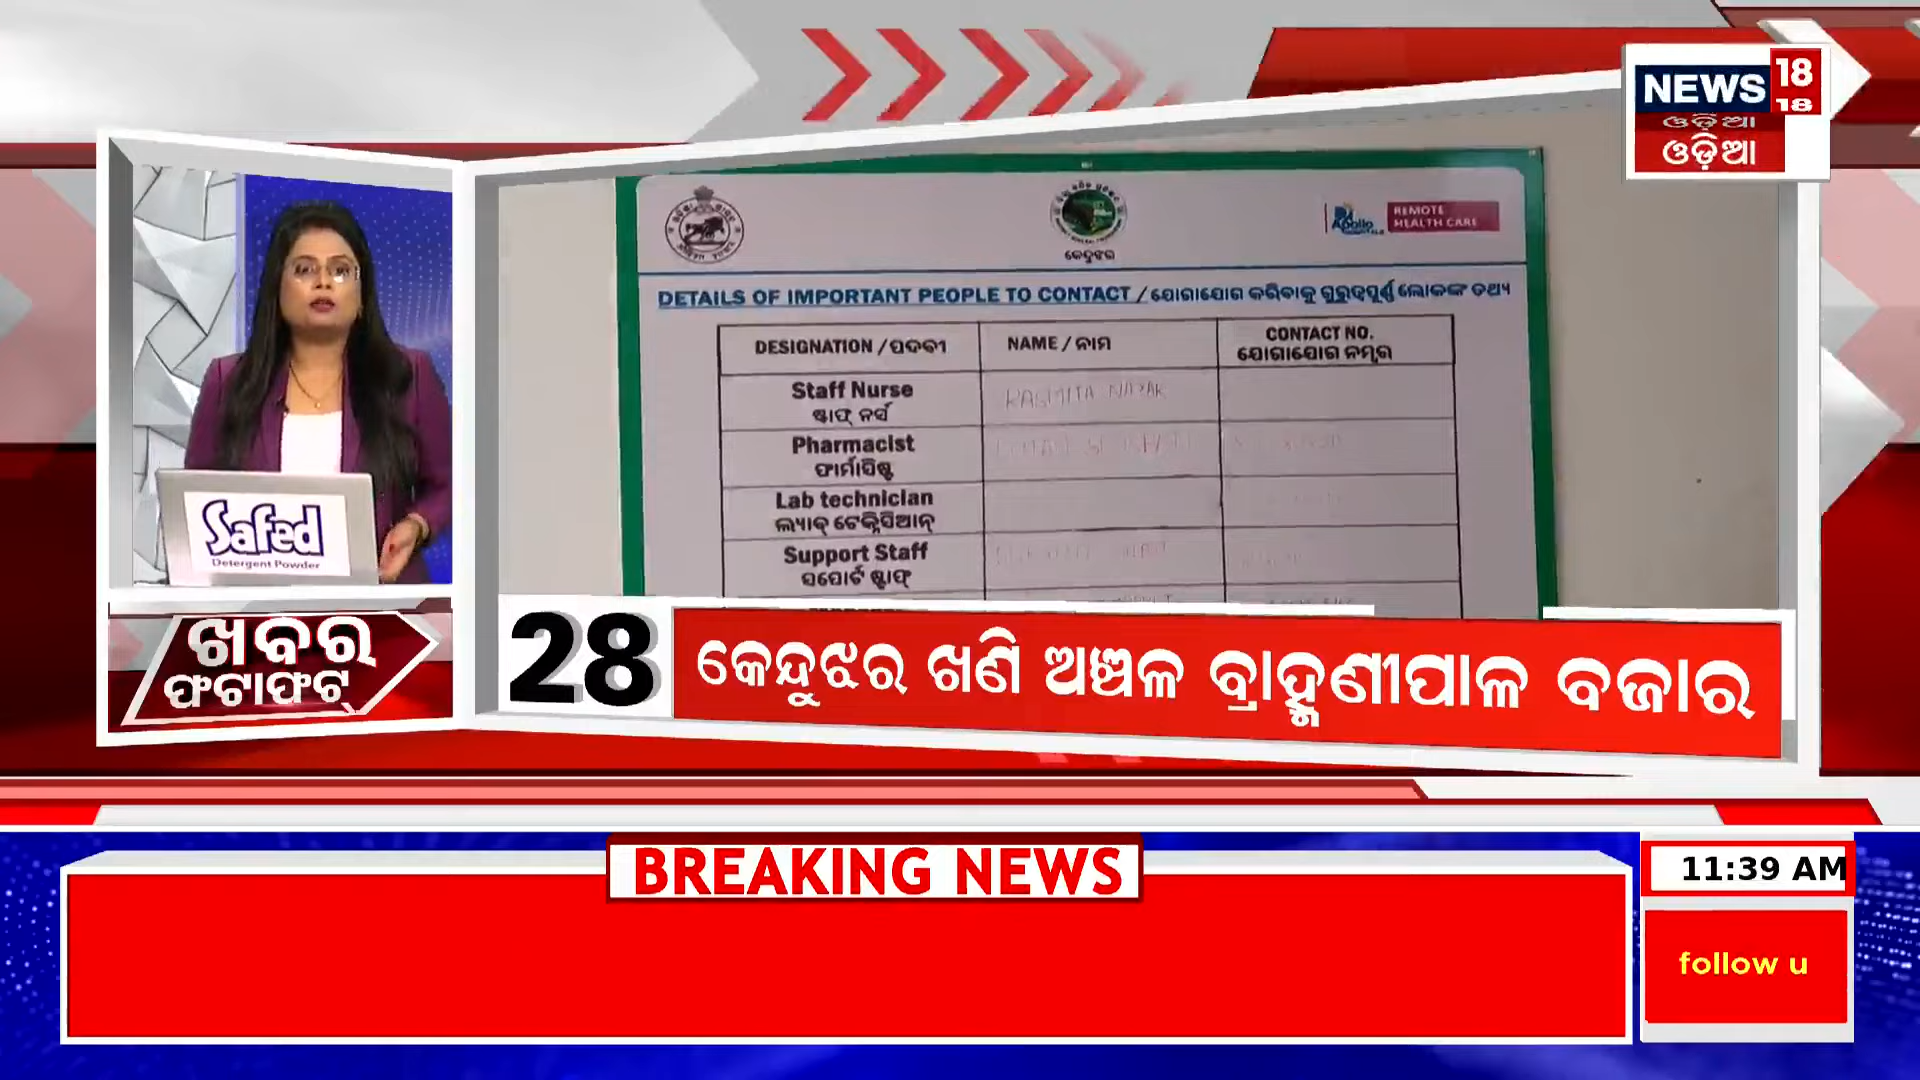 NEWS 18
ଓଡ଼ିଆ
କେନ୍ଦୁଝର
Apollo
REMOTE
HEALTH CARE
DETAILS OF IMPORTANT PEOPLE TO CONTACT / ଯୋଗାଯୋଗ କରିବାକୁ ଗୁରୁତ୍ୱପୂର୍ଣ୍ଣ ଲୋକଙ୍କ ତଥ୍ୟ
DESIGNATION / ପଦବୀ
NAME / ନାମ
CONTACT NO.
ଯୋଗାଯୋଗ ନମ୍ବର
Staff Nurse
ଷ୍ଟାଫ୍ ନର୍ସ
Pharmacist
ଫାର୍ମାସିଷ୍ଟ
Lab technician
ଲ୍ୟାବ୍ ଟେକ୍ନିସିଆନ୍
Support Staff
ସପୋର୍ଟ ଷ୍ଟାଫ୍
Safed
Detergent Powder
ଖବର
ଫଟାଫଟ୍
28
କେନ୍ଦୁଝର ଖଣି ଅଞ୍ଚଳ ବ୍ରାହ୍ମଣୀପାଳ ବଜାର
BREAKING NEWS
11:39 AM
follow u